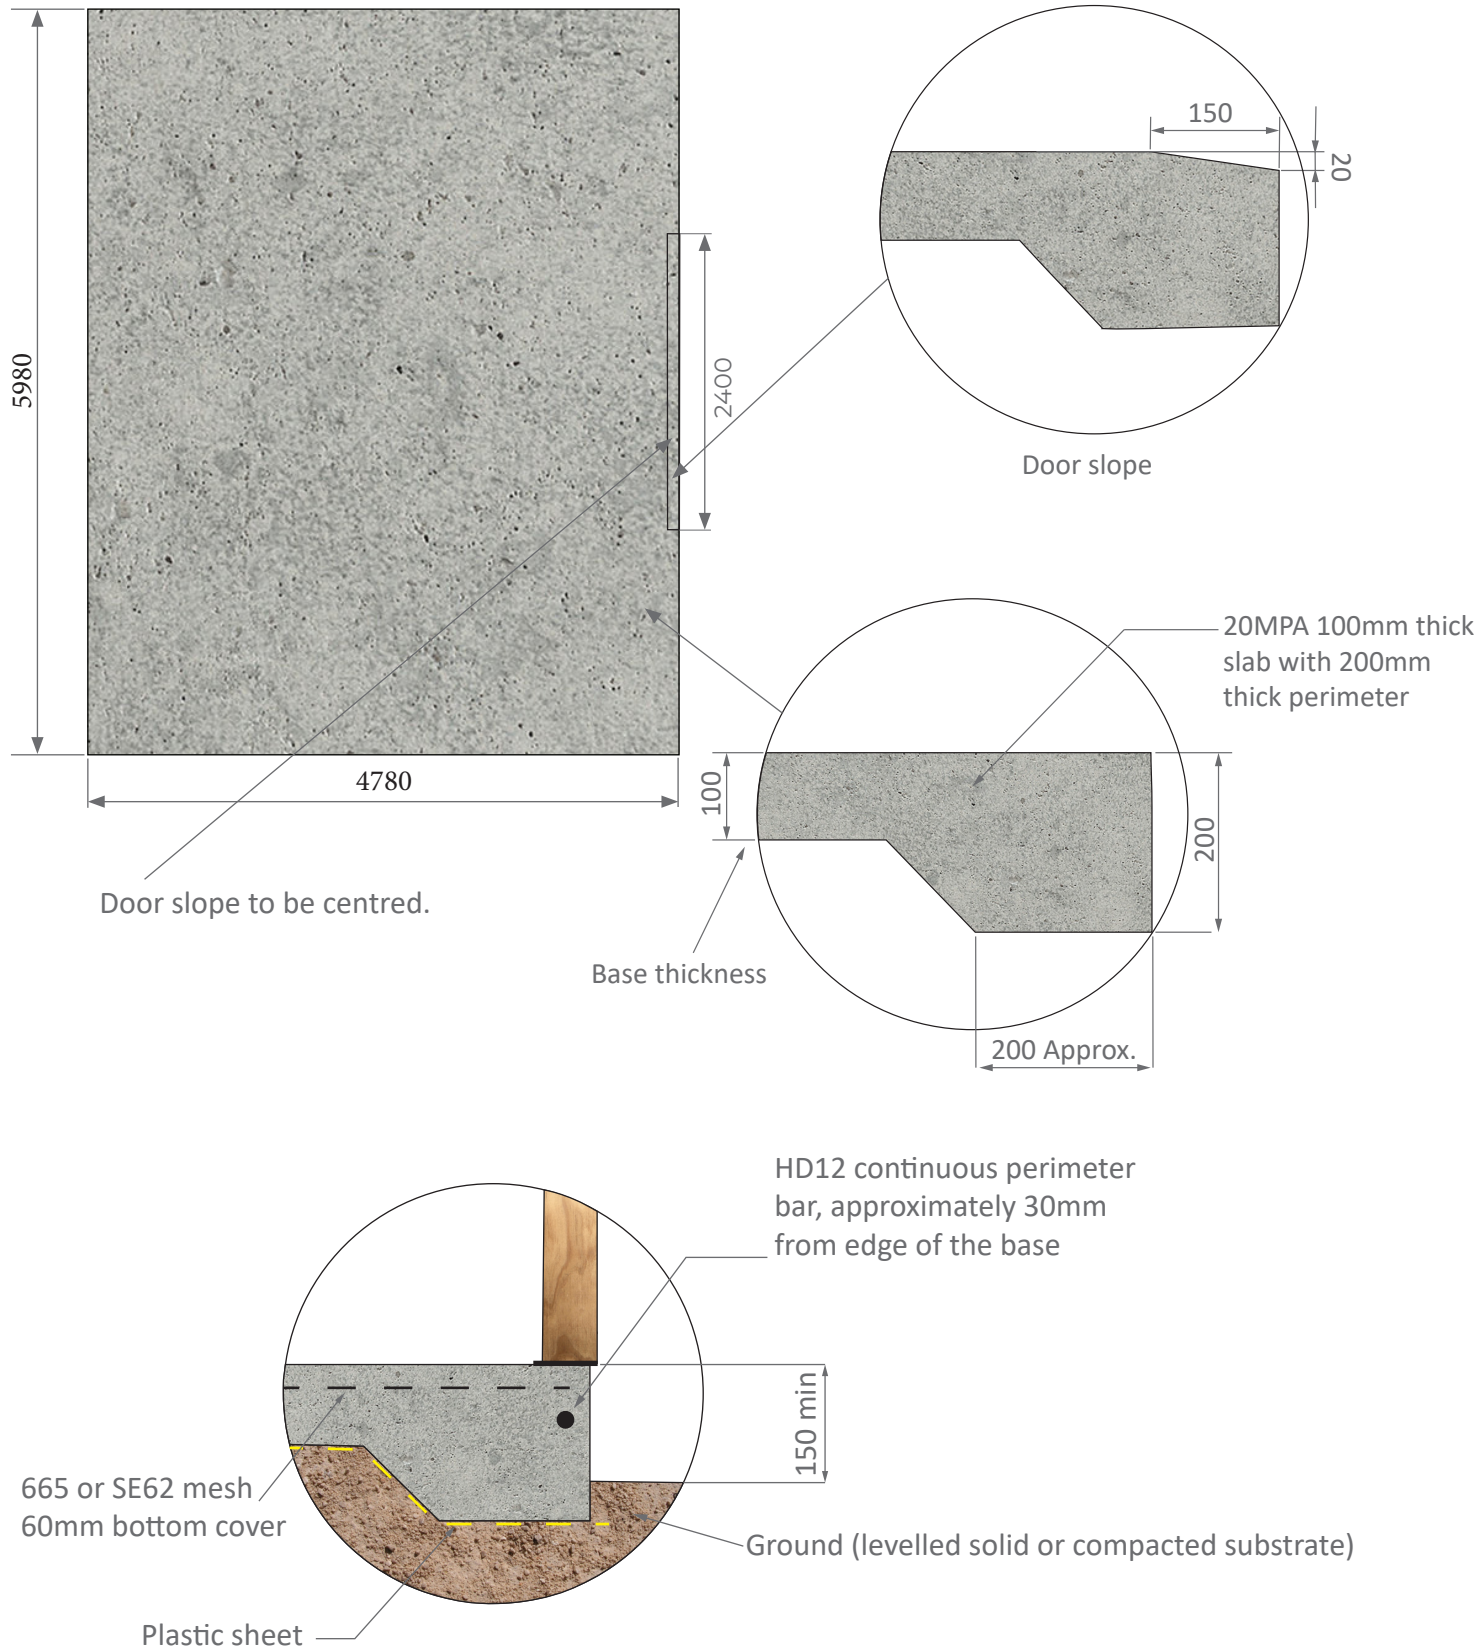 150
20
5980
2400
Door slope
4780
Door slope to be centred.
20MPA 100mm thick
slab with 200mm
thick perimeter
100
200
Base thickness
200 Approx.
HD12 continuous perimeter
bar, approximately 30mm
from edge of the base
150 min
665 or SE62 mesh
60mm bottom cover
Ground (levelled solid or compacted substrate)
Plastic sheet